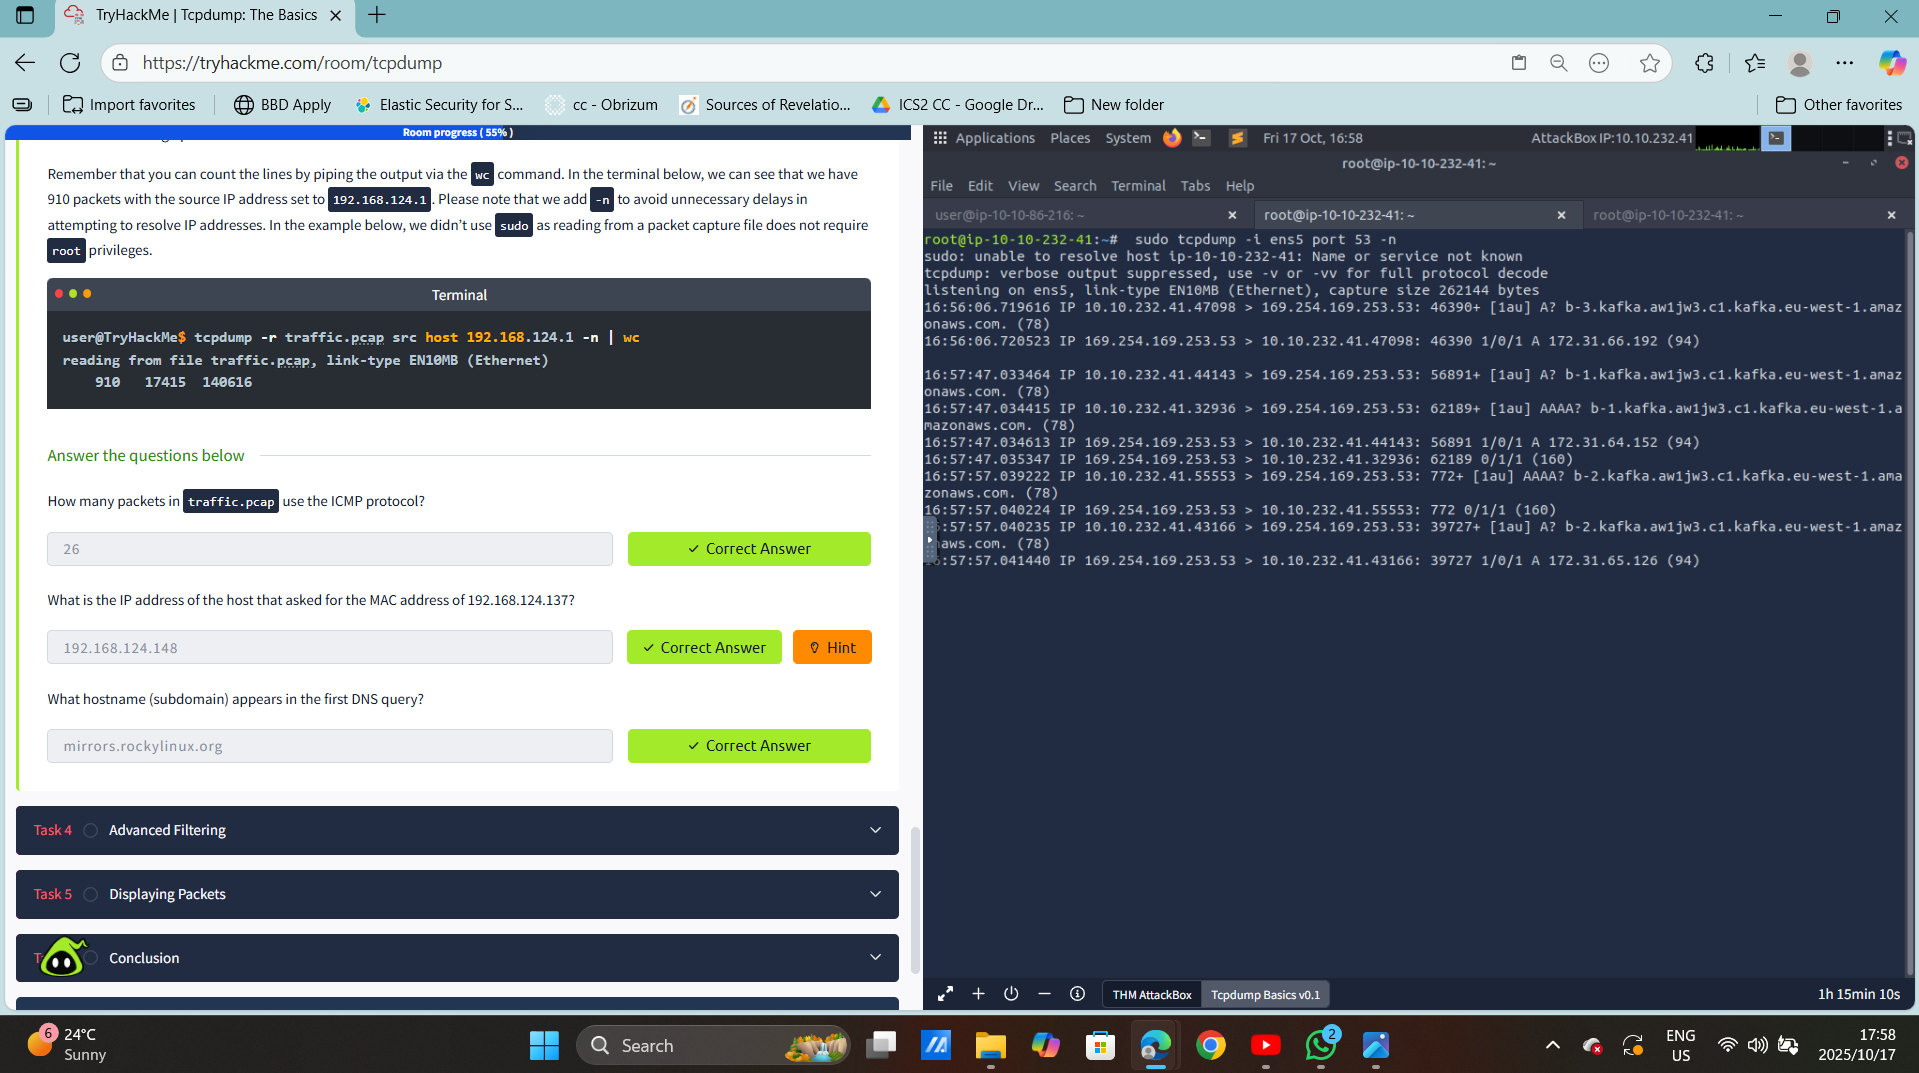 TryHackMe | Tcpdump: The Basics
https://tryhackme.com/room/tcpdump
Import favorites
BBD Apply
Elastic Security for S...
cc - Obrizum
Sources of Revelatio...
ICS2 CC - Google Dr...
New folder
Other favorites
Room progress ( 55% )
Remember that you can count the lines by piping the output via the wc command. In the terminal below, we can see that we have
910 packets with the source IP address set to 192.168.124.1 . Please note that we add -n to avoid unnecessary delays in
attempting to resolve IP addresses. In the example below, we didn't use sudo as reading from a packet capture file does not require
root privileges.
Terminal
user@TryHackMe$ tcpdump -r traffic.pcap src host 192.168.124.1 -n | wc
reading from file traffic.pcap, link-type EN10MB (Ethernet)
910 17415 140616
Answer the questions below
How many packets in traffic.pcap use the ICMP protocol?
26
Correct Answer
What is the IP address of the host that asked for the MAC address of 192.168.124.137?
192.168.124.148
Correct Answer
Hint
What hostname (subdomain) appears in the first DNS query?
mirrors.rockylinux.org
Correct Answer
Task 4 Advanced Filtering
Task 5 Displaying Packets
Conclusion
Applications Places System Fri 17 Oct, 16:58 AttackBox IP:10.10.232.41
root@ip-10-10-232-41: ~
File Edit View Search Terminal Tabs Help
user@ip-10-10-86-216: ~
root@ip-10-10-232-41: ~
root@ip-10-10-232-41: ~
root@ip-10-10-232-41:~# sudo tcpdump -i ens5 port 53 -n
sudo: unable to resolve host ip-10-10-232-41: Name or service not known
tcpdump: verbose output suppressed, use -v or -vv for full protocol decode
listening on ens5, link-type EN10MB (Ethernet), capture size 262144 bytes
16:56:06.719616 IP 10.10.232.41.47098 > 169.254.169.253.53: 46390+ [1au] A? b-3.kafka.aw1jw3.c1.kafka.eu-west-1.amaz
onaws.com. (78)
16:56:06.720523 IP 169.254.169.253.53 > 10.10.232.41.47098: 46390 1/0/1 A 172.31.66.192 (94)
16:57:47.033464 IP 10.10.232.41.44143 > 169.254.169.253.53: 56891+ [1au] A? b-1.kafka.aw1jw3.c1.kafka.eu-west-1.amaz
onaws.com. (78)
16:57:47.034415 IP 10.10.232.41.32936 > 169.254.169.253.53: 62189+ [1au] AAAA? b-1.kafka.aw1jw3.c1.kafka.eu-west-1.a
mazonaws.com. (78)
16:57:47.034613 IP 169.254.169.253.53 > 10.10.232.41.44143: 56891 1/0/1 A 172.31.64.152 (94)
16:57:47.035347 IP 169.254.169.253.53 > 10.10.232.41.32936: 62189 0/1/1 (160)
16:57:57.039222 IP 10.10.232.41.55553 > 169.254.169.253.53: 772+ [1au] AAAA? b-2.kafka.aw1jw3.c1.kafka.eu-west-1.ama
zonaws.com. (78)
16:57:57.040224 IP 169.254.169.253.53 > 10.10.232.41.55553: 772 0/1/1 (160)
:57:57.040235 IP 10.10.232.41.43166 > 169.254.169.253.53: 39727+ [1au] A? b-2.kafka.aw1jw3.c1.kafka.eu-west-1.amaz
aws.com. (78)
:57:57.041440 IP 169.254.169.253.53 > 10.10.232.41.43166: 39727 1/0/1 A 172.31.65.126 (94)
THM AttackBox
Tcpdump Basics v0.1
1h 15min 10s
6
24°C
Sunny
Search
2
ENG
US
17:58
2025/10/17